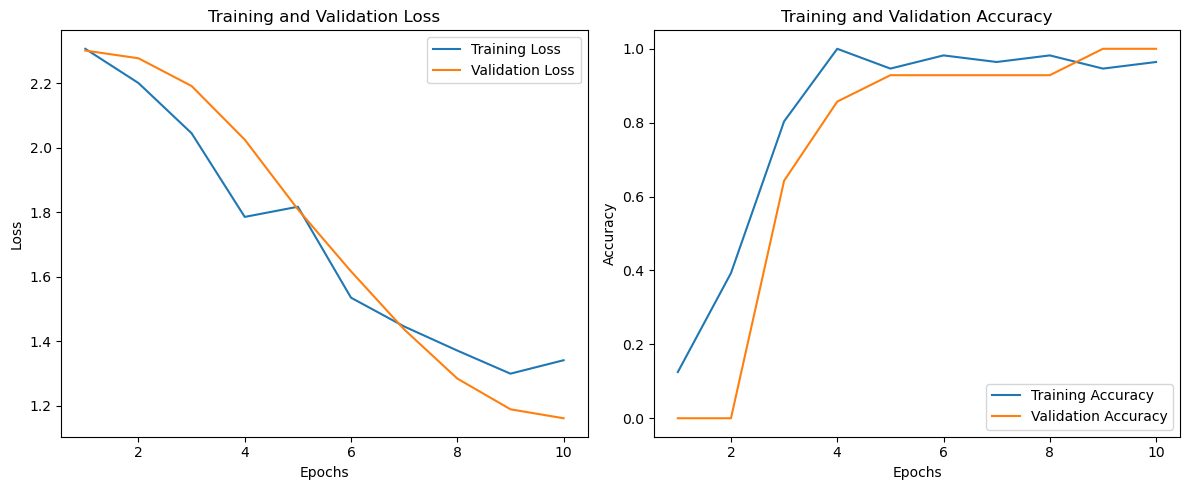 Training and Validation Loss
Training Loss
Validation Loss
2.2
2.0
1.8
1.6
1.4
1.2
Loss
2 4 6 8 10
Epochs
Training and Validation Accuracy
1.0
0.8
0.6
0.4
0.2
0.0
Accuracy
Training Accuracy
Validation Accuracy
2 4 6 8 10
Epochs